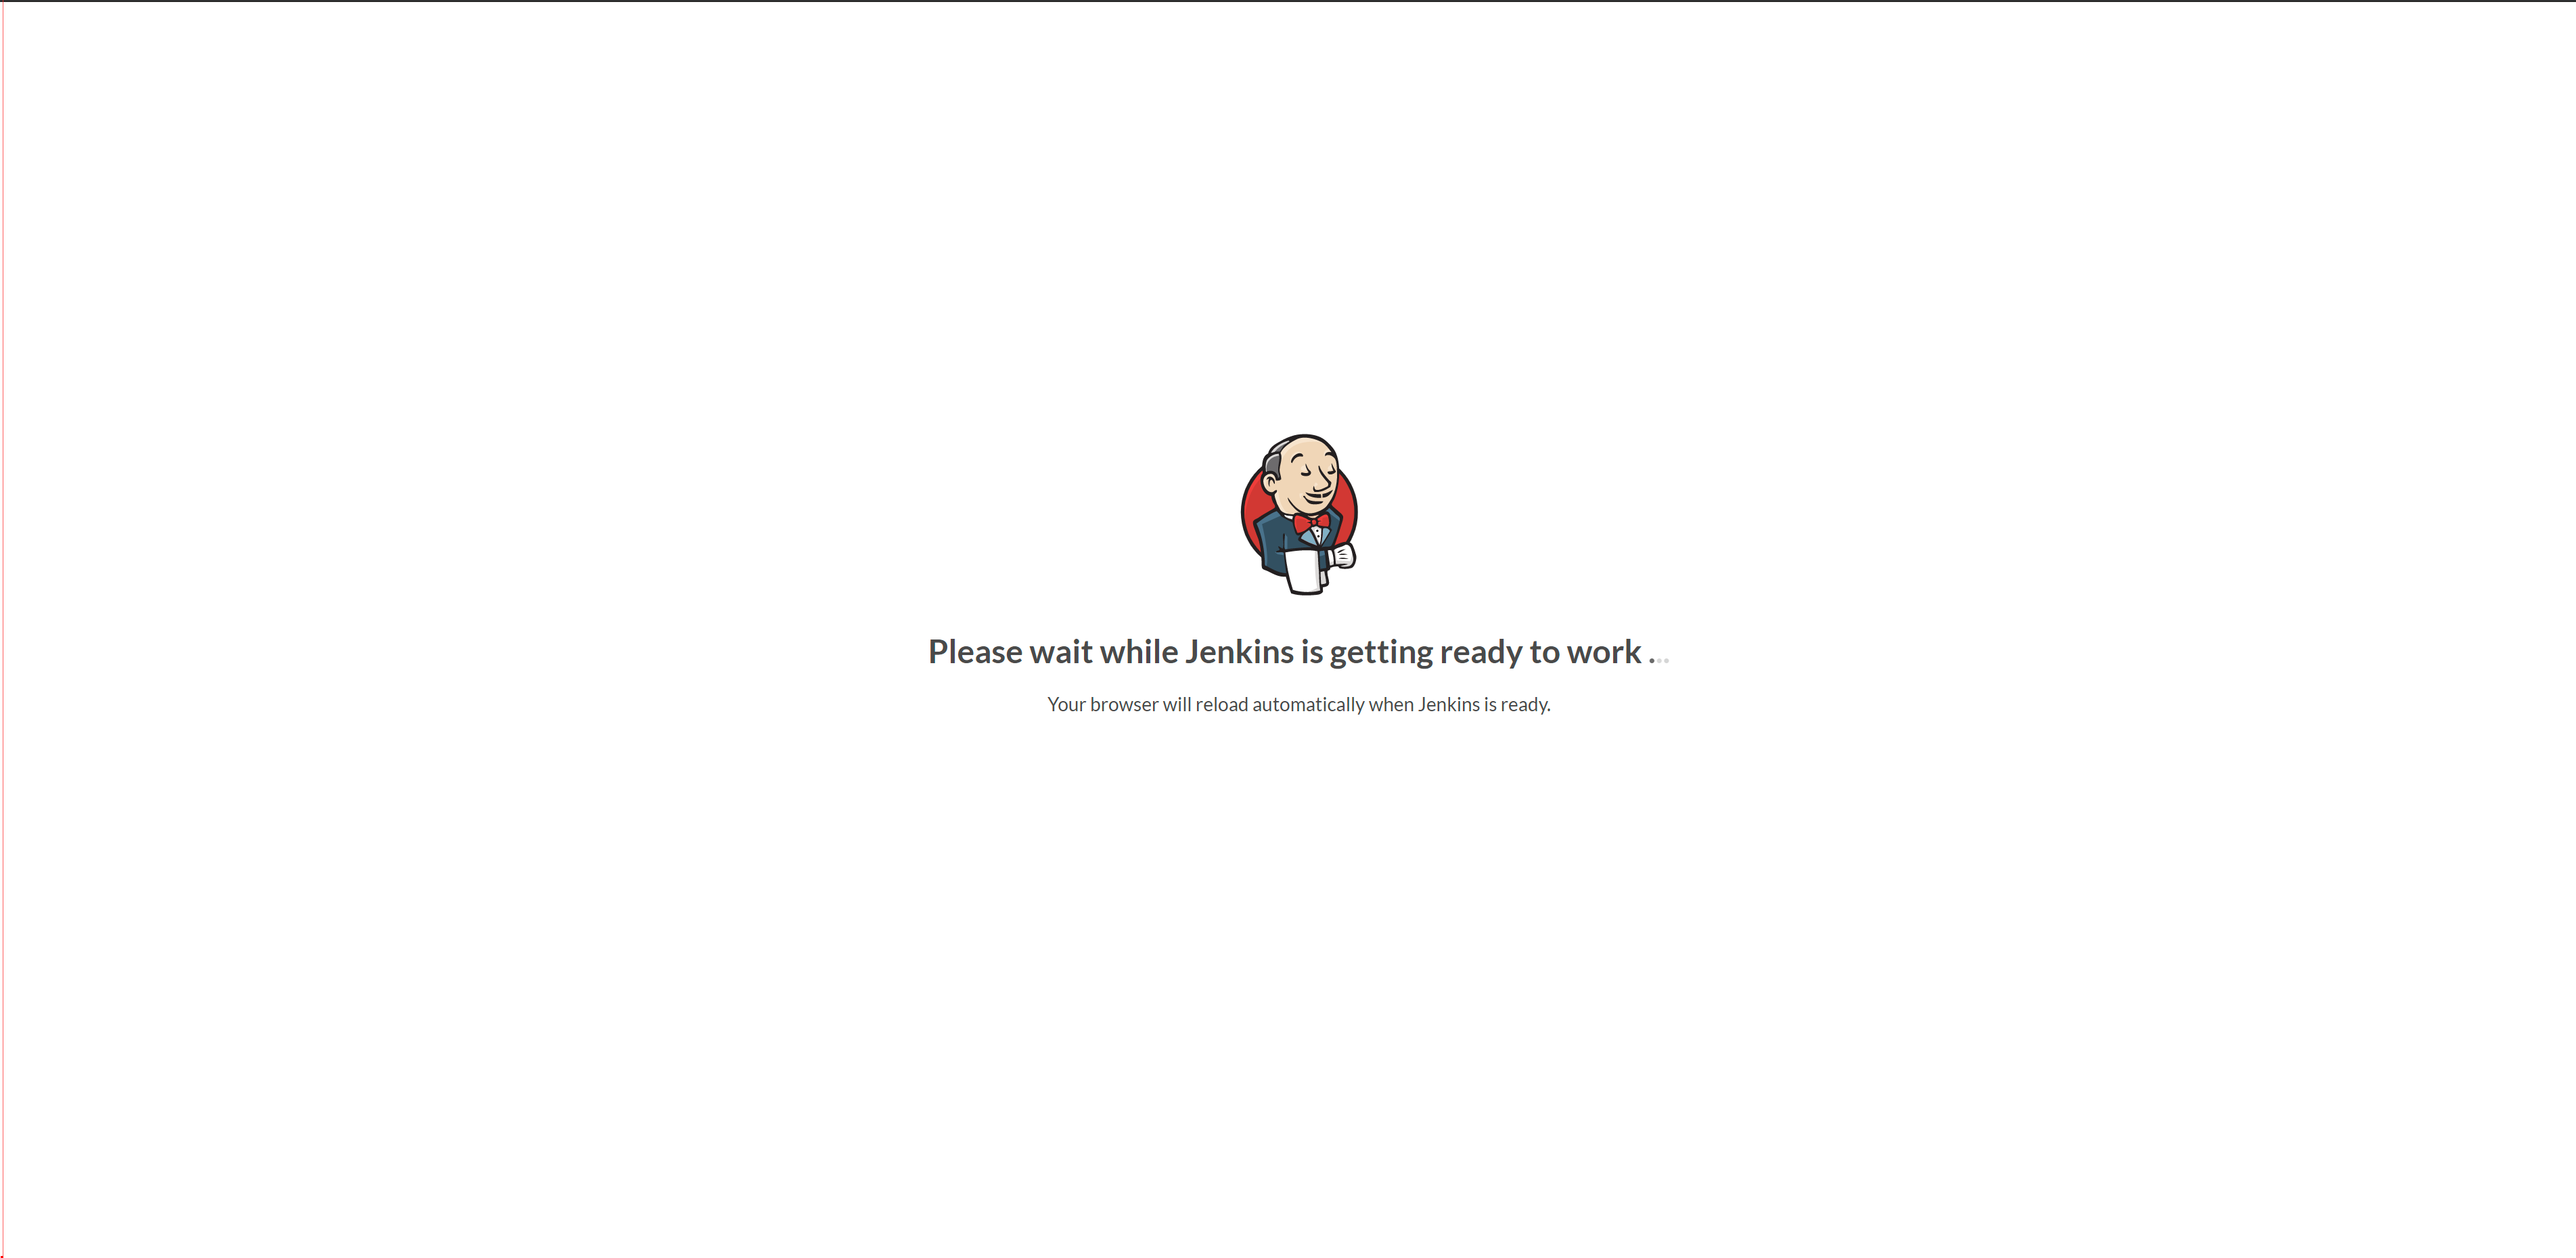 Please wait while Jenkins is getting ready to work ...
Your browser will reload automatically when Jenkins is ready.